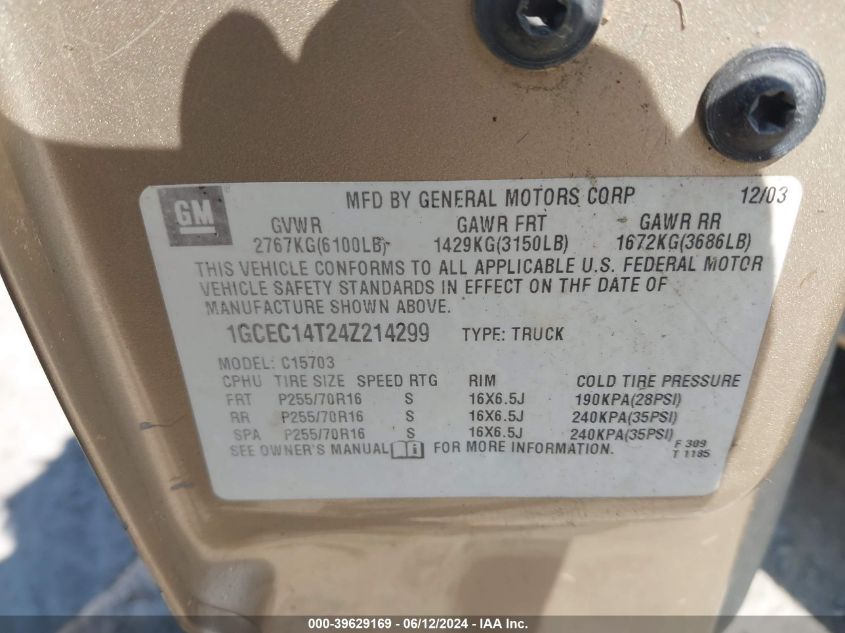 GM MFD BY GENERAL MOTORS CORP 12/03
GVWR GAWR FRT GAWR RR
2767KG(6100LB) 1429KG(3150LB) 1672KG(3686LB)
THIS VEHICLE CONFORMS TO ALL APPLICABLE U.S. FEDERAL MOTOR
VEHICLE SAFETY STANDARDS IN EFFECT ON THE DATE OF
MANUFACTURE SHOWN ABOVE.
1GCEC14T24Z214299 TYPE: TRUCK
MODEL: C15703
CPHU TIRE SIZE SPEED RTG RIM COLD TIRE PRESSURE
FRT P255/70R16 S 16X6.5J 190KPA(28PSI)
RR P255/70R16 S 16X6.5J 240KPA(35PSI)
SPA P255/70R16 S 16X6.5J 240KPA(35PSI)
SEE OWNER'S MANUAL FOR MORE INFORMATION.
F 309
T 1185
000-39629169 - 06/12/2024 - IAA Inc.